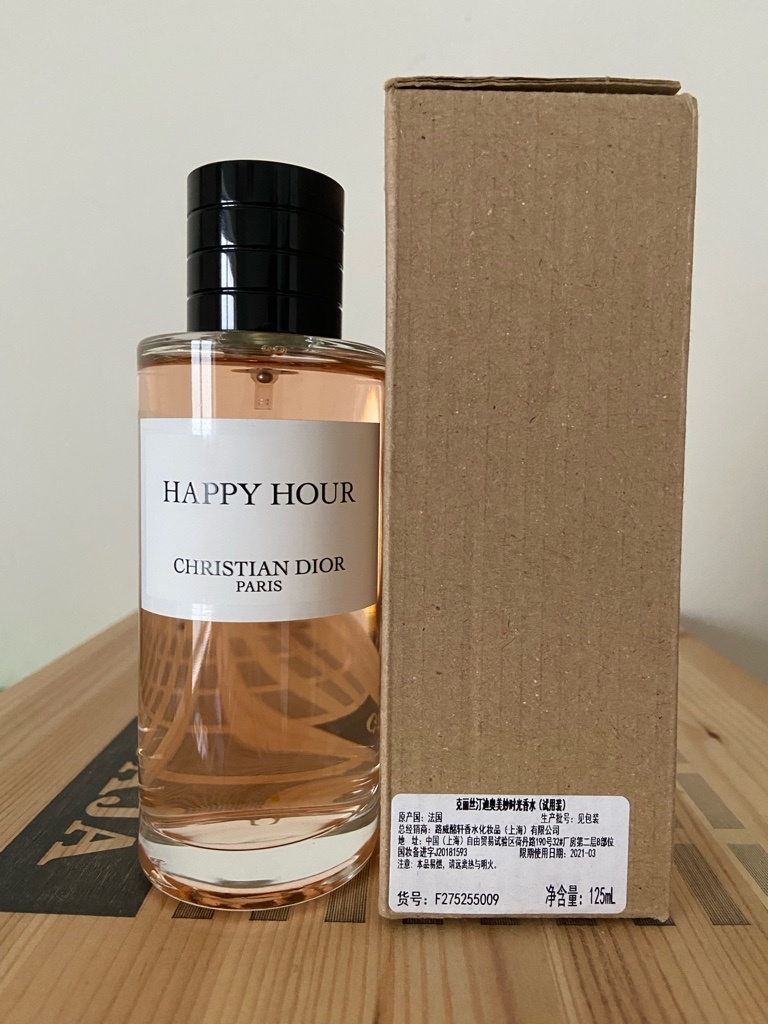 HAPPY HOUR
CHRISTIAN DIOR
PARIS
克丽丝汀迪奥美妙时光香水（试用装）
原产国：法国 生产批号：见包装
总经销商：路威酩轩香水化妆品（上海）有限公司
地 址：中国（上海）自由贸易试验区荷丹路190号32#厂房第二层B部位
国妆备进字J20181593 限期使用日期：2021-03
注意：本品易燃，请远离热与明火。
货号：F275255009 净含量：125mL
AJA